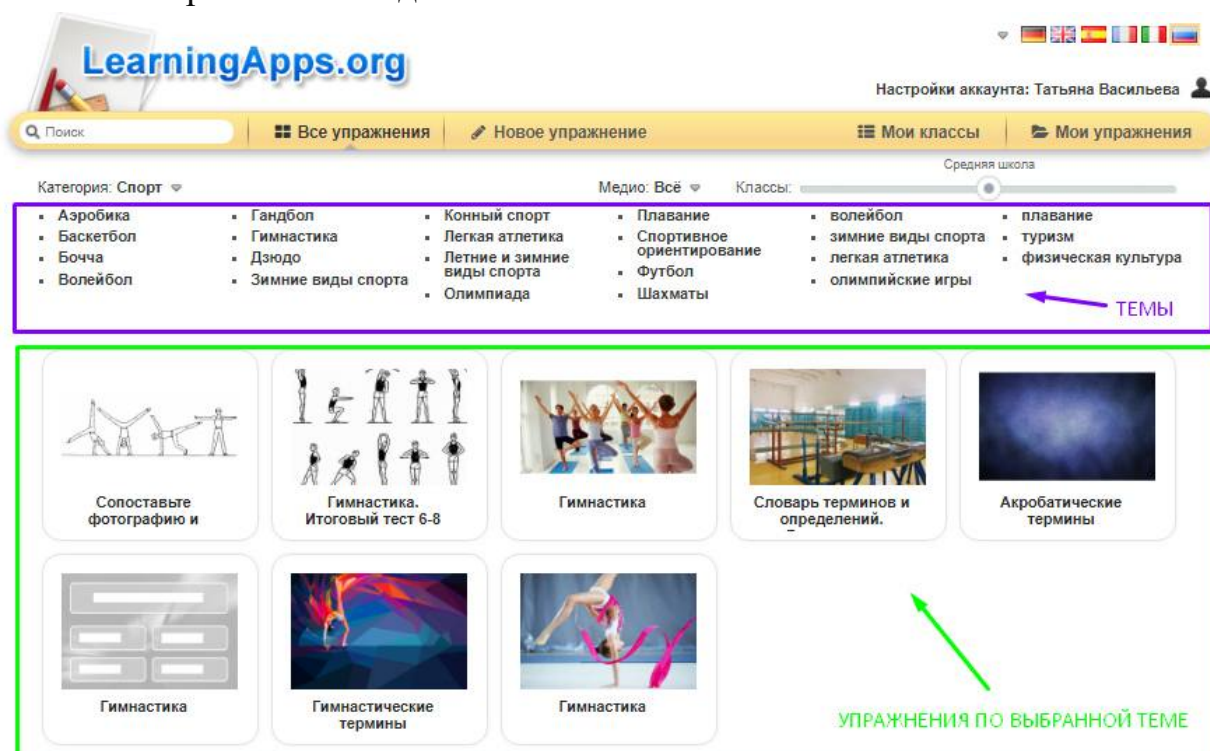 LearningApps.org
Настройки аккаунта: Татьяна Васильева
Поиск
Все упражнения
Новое упражнение
Мои классы
Мои упражнения
Средняя школа
Категория: Спорт
Медио: Всё
Классы:
Аэробика
Баскетбол
Бочча
Волейбол
Гандбол
Гимнастика
Дзюдо
Зимние виды спорта
Конный спорт
Легкая атлетика
Летние и зимние
виды спорта
Олимпиада
Плавание
Спортивное
ориентирование
Футбол
Шахматы
волейбол
зимние виды спорта
легкая атлетика
олимпийские игры
плавание
туризм
физическая культура
ТЕМЫ
Сопоставьте
фотографию и
Гимнастика.
Итоговый тест 6-8
Гимнастика
Словарь терминов и
определений.
Акробатические
термины
Гимнастика
Гимнастические
термины
Гимнастика
УПРАЖНЕНИЯ ПО ВЫБРАННОЙ ТЕМЕ